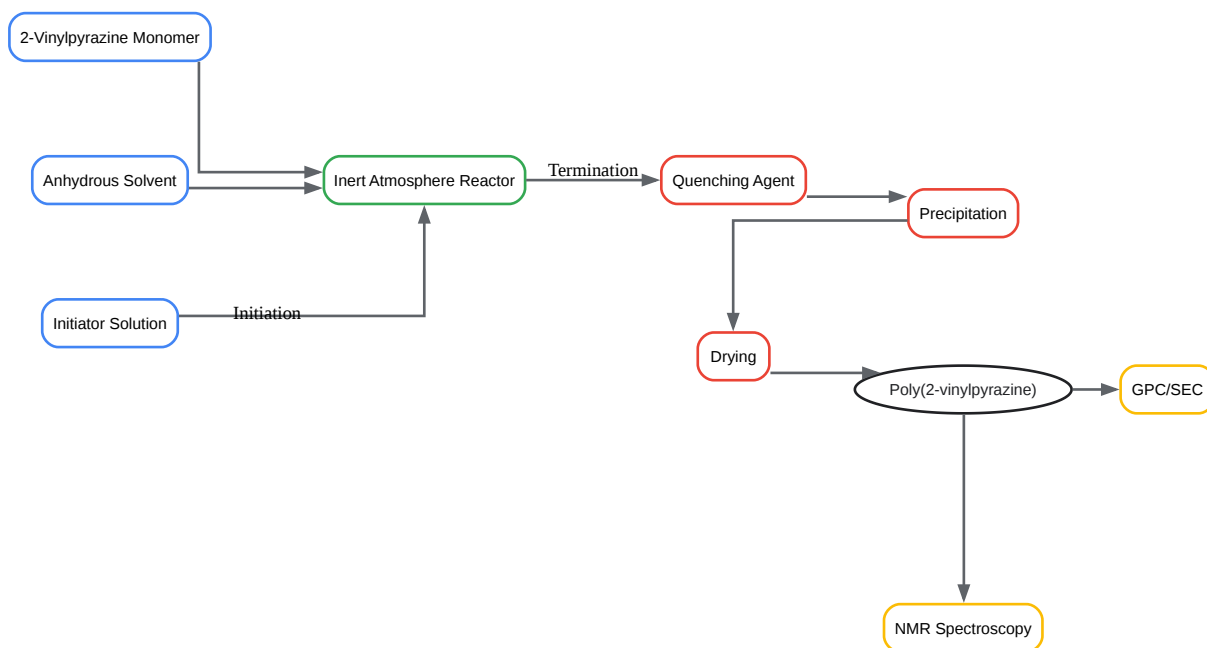 2-Vinylpyrazine Monomer
Anhydrous Solvent
Inert Atmosphere Reactor
Termination
Quenching Agent
Precipitation
Initiator Solution
Initiation
Drying
Poly(2-vinylpyrazine)
GPC/SEC
NMR Spectroscopy